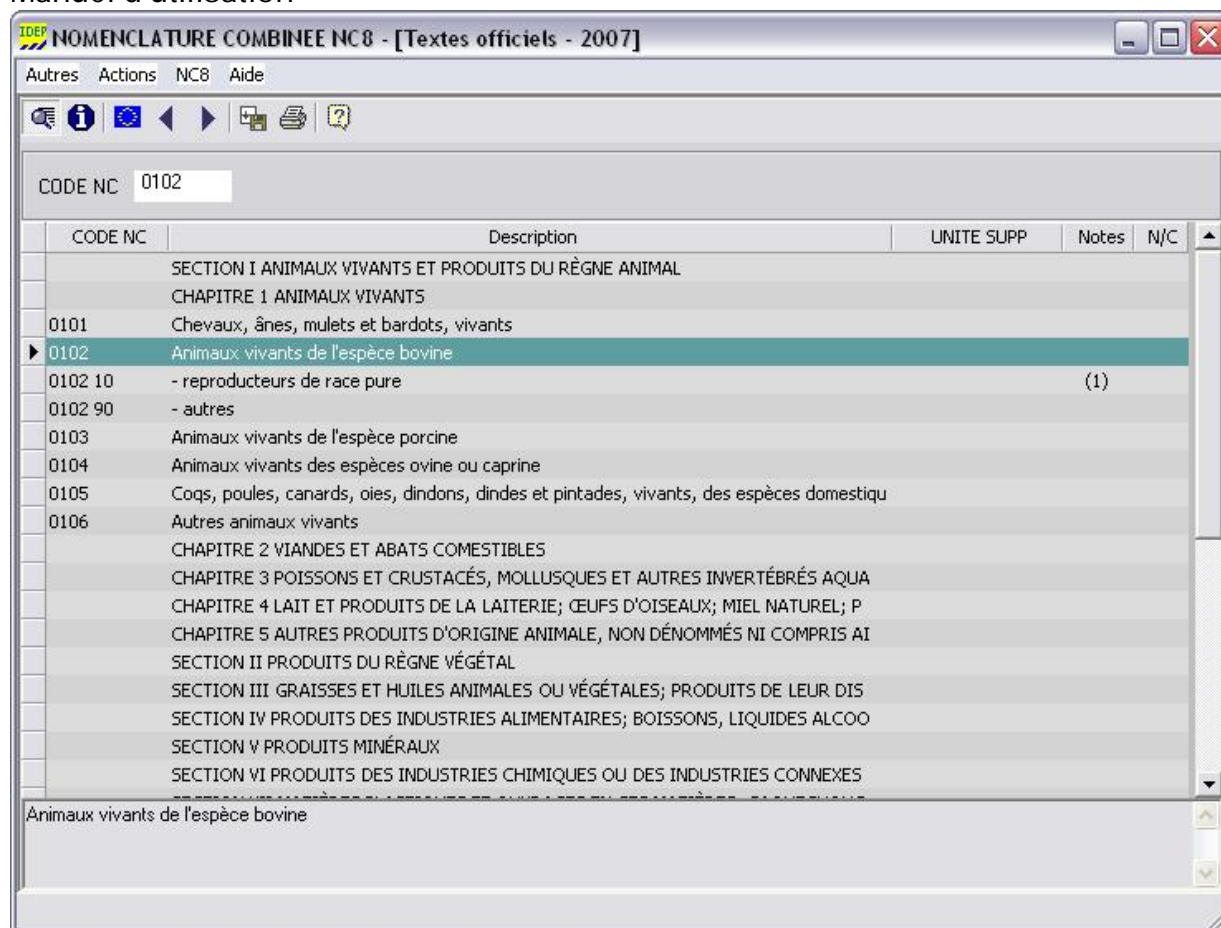 Manuel d'utilisation
IDEP NOMENCLATURE COMBINEE NC8 - [Textes officiels - 2007]
Autres Actions NC8 Aide
CODE NC 0102
CODE NC Description UNITE SUPP Notes N/C
SECTION I ANIMAUX VIVANTS ET PRODUITS DU RÈGNE ANIMAL
CHAPITRE 1 ANIMAUX VIVANTS
0101 Chevaux, ânes, mulets et bardots, vivants
0102 Animaux vivants de l'espèce bovine
0102 10 - reproducteurs de race pure (1)
0102 90 - autres
0103 Animaux vivants de l'espèce porcine
0104 Animaux vivants des espèces ovine ou caprine
0105 Coqs, poules, canards, oies, dindons, dindes et pintades, vivants, des espèces domestiqu
0106 Autres animaux vivants
CHAPITRE 2 VIANDES ET ABATS COMESTIBLES
CHAPITRE 3 POISSONS ET CRUSTACÉS, MOLLUSQUES ET AUTRES INVERTÉBRÉS AQUA
CHAPITRE 4 LAIT ET PRODUITS DE LA LAITERIE; ŒUFS D'OISEAUX; MIEL NATUREL; P
CHAPITRE 5 AUTRES PRODUITS D'ORIGINE ANIMALE, NON DÉNOMMÉS NI COMPRIS AI
SECTION II PRODUITS DU RÈGNE VÉGÉTAL
SECTION III GRAISSES ET HUILES ANIMALES OU VÉGÉTALES; PRODUITS DE LEUR DIS
SECTION IV PRODUITS DES INDUSTRIES ALIMENTAIRES; BOISSONS, LIQUIDES ALCOO
SECTION V PRODUITS MINÉRAUX
SECTION VI PRODUITS DES INDUSTRIES CHIMIQUES OU DES INDUSTRIES CONNEXES
Animaux vivants de l'espèce bovine